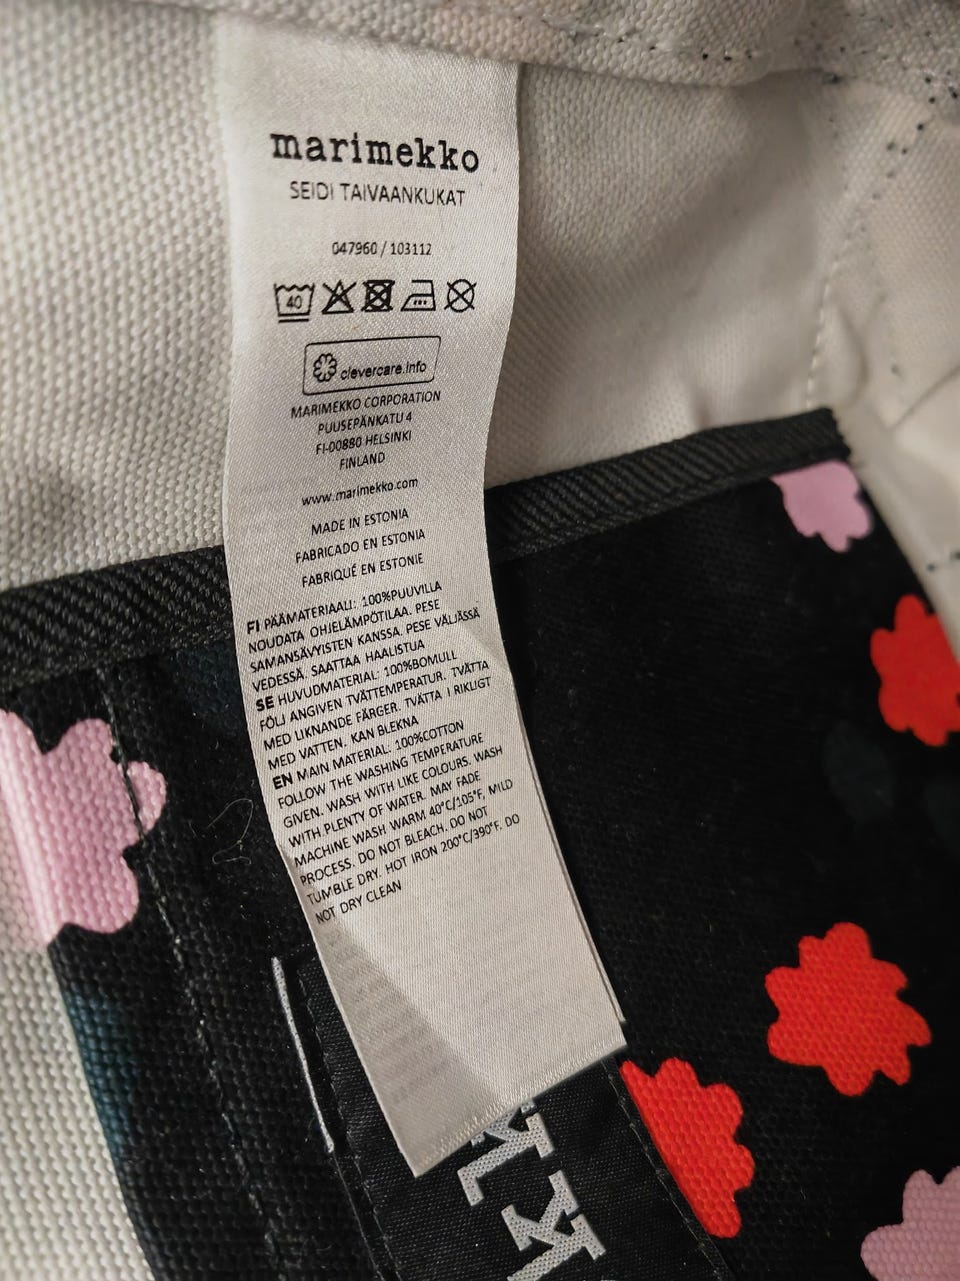 marimekko
SEIDI TAIVAANKUKAT
047960 / 103112
40
clevercare.info
MARIMEKKO CORPORATION
PUUSEPÄNKATU 4
FI-00880 HELSINKI
FINLAND
www.marimekko.com
MADE IN ESTONIA
FABRICADO EN ESTONIA
FABRIQUÉ EN ESTONIE
FI PÄÄMATERIAALI: 100%PUUVILLA
NOUDATA OHJELÄMPÖTILAA. PESE
SAMANSÄVYISTEN KANSSA. PESE VÄLJÄSSÄ
VEDESSÄ. SAATTAA HAALISTUA
SE HUVUDMATERIAL: 100%BOMULL
FÖLJ ANGIVEN TVÄTTEMPERATUR. TVÄTTA
MED LIKNANDE FÄRGER. TVÄTTA I RIKLIGT
MED VATTEN. KAN BLEKNA
EN MAIN MATERIAL: 100%COTTON
FOLLOW THE WASHING TEMPERATURE
GIVEN. WASH WITH LIKE COLOURS. WASH
WITH PLENTY OF WATER. MAY FADE
MACHINE WASH WARM 40°C/105°F, MILD
PROCESS. DO NOT BLEACH. DO NOT
TUMBLE DRY. HOT IRON 200°C/390°F. DO
NOT DRY CLEAN